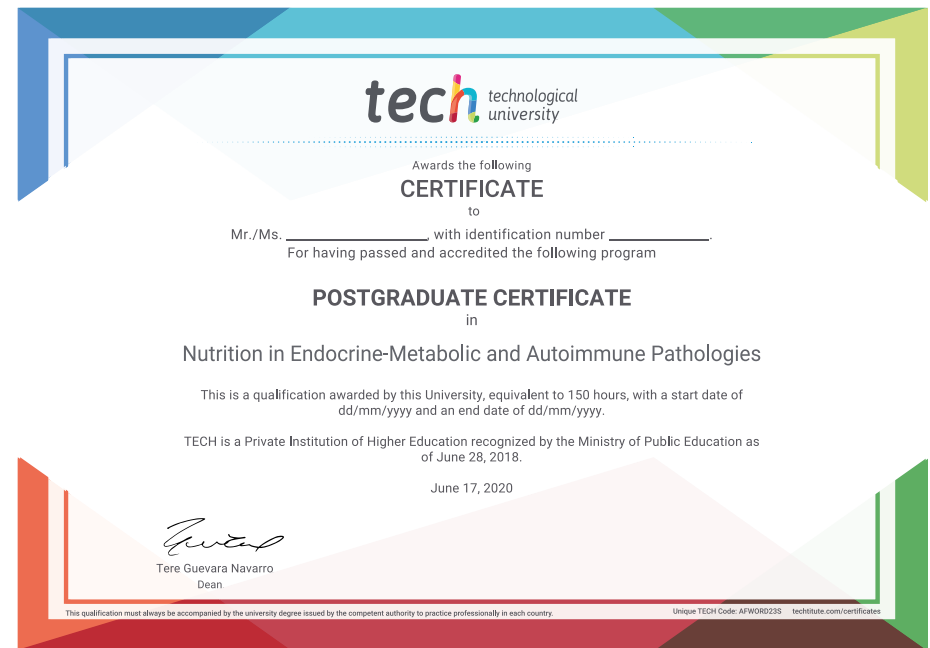 tech technological
university
Awards the following
CERTIFICATE
to
Mr./Ms. ____________________, with identification number ______________.
For having passed and accredited the following program
POSTGRADUATE CERTIFICATE
in
Nutrition in Endocrine-Metabolic and Autoimmune Pathologies
This is a qualification awarded by this University, equivalent to 150 hours, with a start date of
dd/mm/yyyy and an end date of dd/mm/yyyy.
TECH is a Private Institution of Higher Education recognized by the Ministry of Public Education as
of June 28, 2018.
June 17, 2020
Tere Guevara Navarro
Dean
This qualification must always be accompanied by the university degree issued by the competent authority to practice professionally in each country.
Unique TECH Code: AFWORD23S techtitute.com/certificates